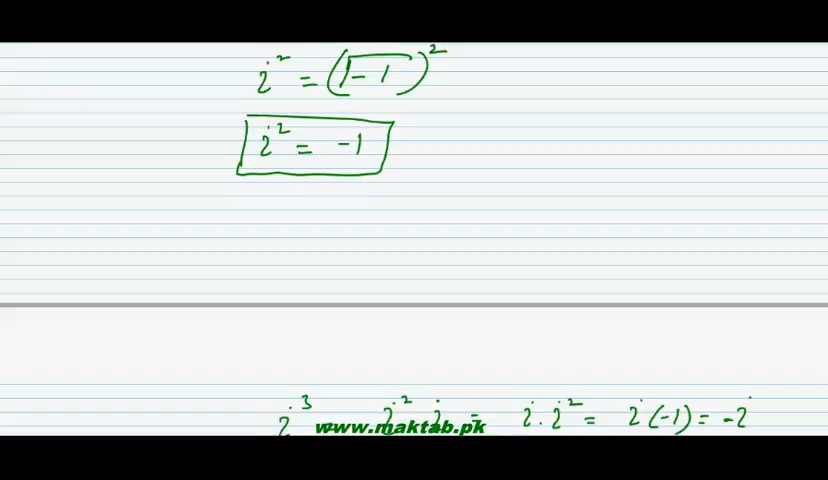 i² = (√-1)²
i² = -1
i³ = i² i = i · i² = i (-1) = -i
www.maktab.pk